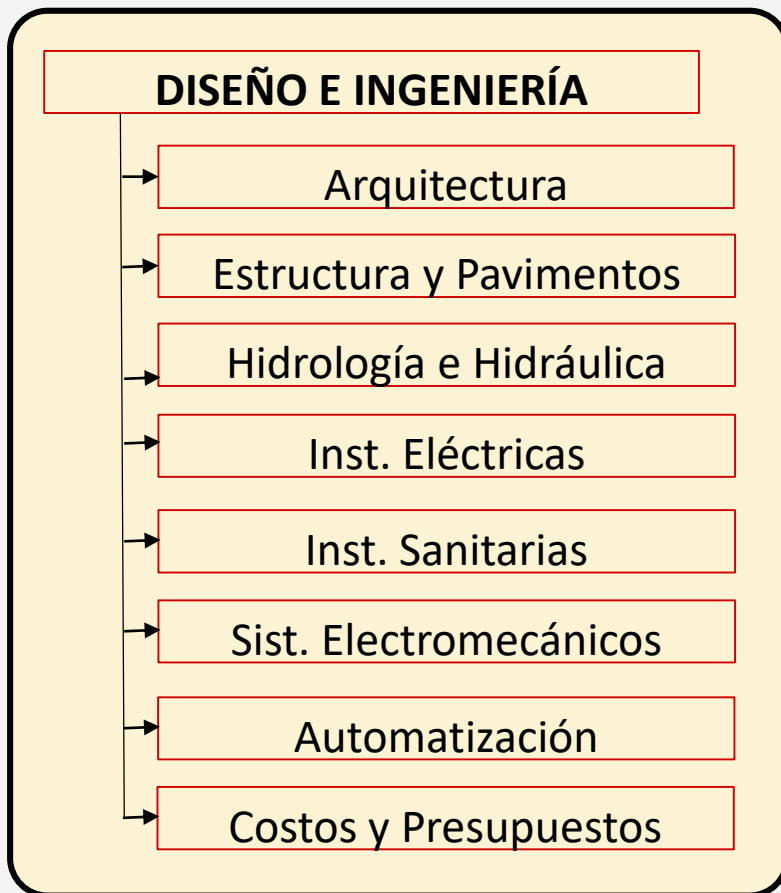 DISEÑO E INGENIERÍA
Arquitectura
Estructura y Pavimentos
Hidrología e Hidráulica
Inst. Eléctricas
Inst. Sanitarias
Sist. Electromecánicos
Automatización
Costos y Presupuestos